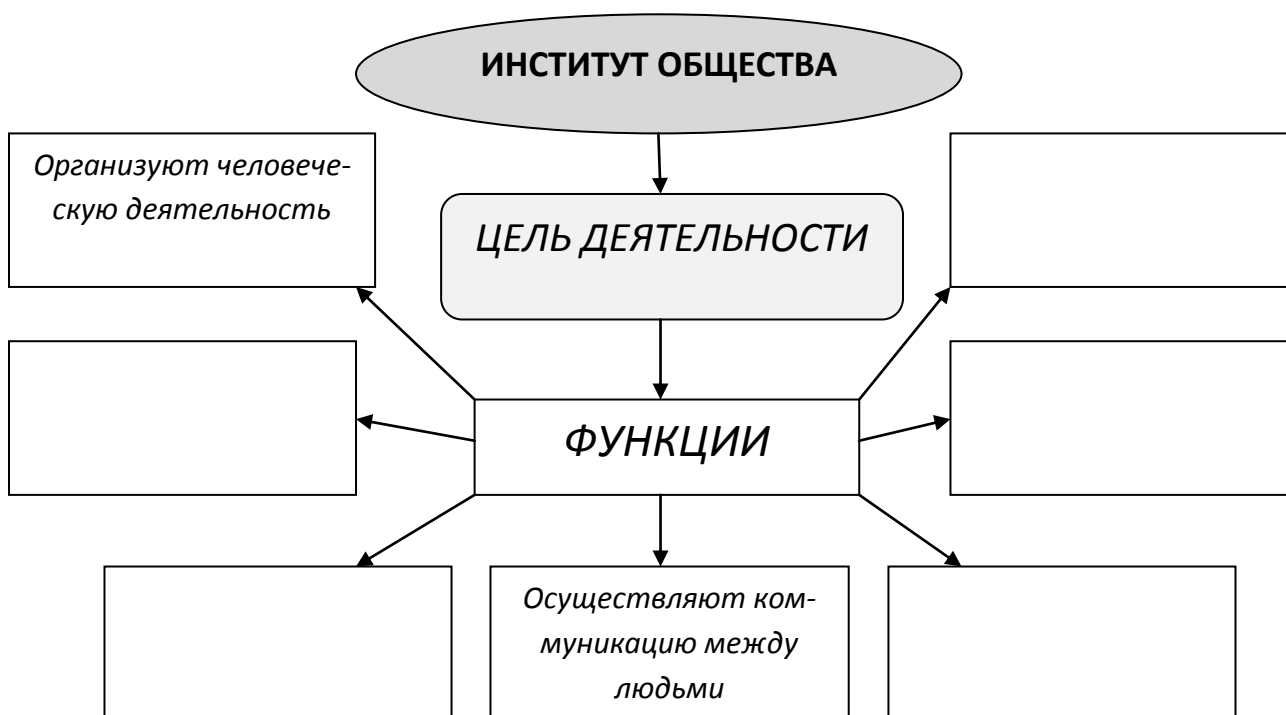 ИНСТИТУТ ОБЩЕСТВА
Организуют человече-
скую деятельность
ЦЕЛЬ ДЕЯТЕЛЬНОСТИ
ФУНКЦИИ
Осуществляют ком-
муникацию между
людьми